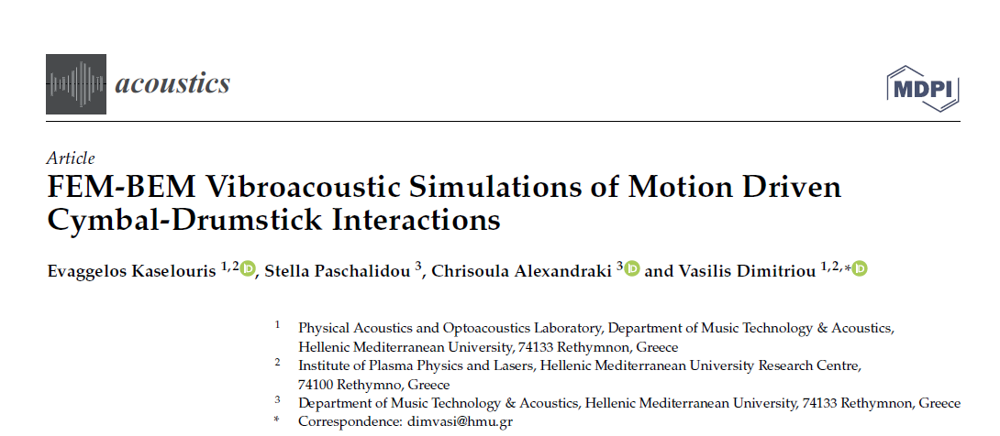 acoustics
MDPI
Article
FEM-BEM Vibroacoustic Simulations of Motion Driven
Cymbal-Drumstick Interactions
Evaggelos Kaselouris 1,2 iD, Stella Paschalidou 3, Chrisoula Alexandraki 3 iD and Vasilis Dimitriou 1,2,* iD
1 Physical Acoustics and Optoacoustics Laboratory, Department of Music Technology & Acoustics,
Hellenic Mediterranean University, 74133 Rethymnon, Greece
2 Institute of Plasma Physics and Lasers, Hellenic Mediterranean University Research Centre,
74100 Rethymno, Greece
3 Department of Music Technology & Acoustics, Hellenic Mediterranean University, 74133 Rethymnon, Greece
* Correspondence: dimvasi@hmu.gr